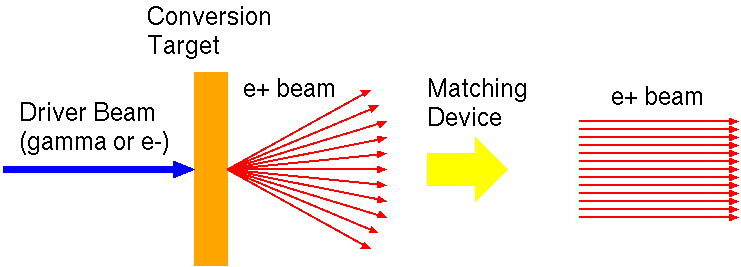 Conversion
Target
Driver Beam
(gamma or e-)
e+ beam
Matching
Device
e+ beam